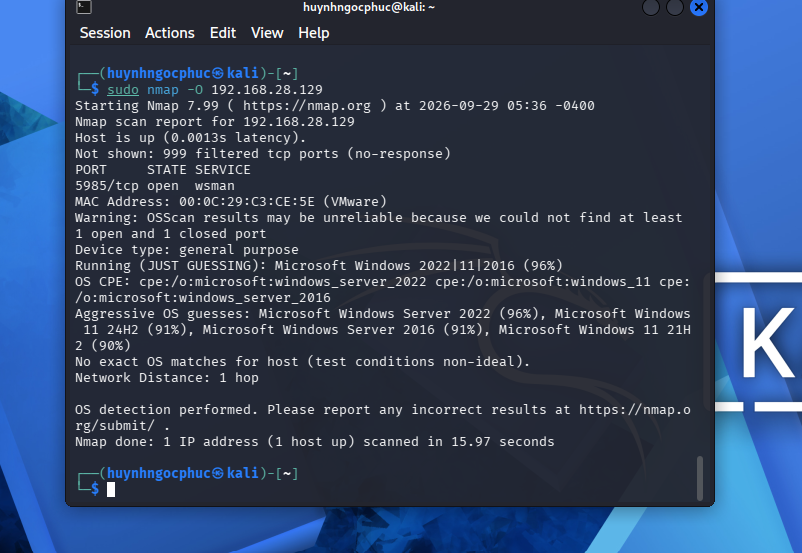 huynhngocphuc@kali: ~
Session Actions Edit View Help
┌──(huynhngocphuc㉿kali)-[~]
└─$ sudo nmap -O 192.168.28.129
Starting Nmap 7.99 ( https://nmap.org ) at 2026-09-29 05:36 -0400
Nmap scan report for 192.168.28.129
Host is up (0.0013s latency).
Not shown: 999 filtered tcp ports (no-response)
PORT     STATE SERVICE
5985/tcp open  wsman
MAC Address: 00:0C:29:C3:CE:5E (VMware)
Warning: OSScan results may be unreliable because we could not find at least
1 open and 1 closed port
Device type: general purpose
Running (JUST GUESSING): Microsoft Windows 2022|11|2016 (96%)
OS CPE: cpe:/o:microsoft:windows_server_2022 cpe:/o:microsoft:windows_11 cpe:
/o:microsoft:windows_server_2016
Aggressive OS guesses: Microsoft Windows Server 2022 (96%), Microsoft Windows
 11 24H2 (91%), Microsoft Windows Server 2016 (91%), Microsoft Windows 11 21H
2 (90%)
No exact OS matches for host (test conditions non-ideal).
Network Distance: 1 hop
OS detection performed. Please report any incorrect results at https://nmap.o
rg/submit/ .
Nmap done: 1 IP address (1 host up) scanned in 15.97 seconds
┌──(huynhngocphuc㉿kali)-[~]
└─$
K